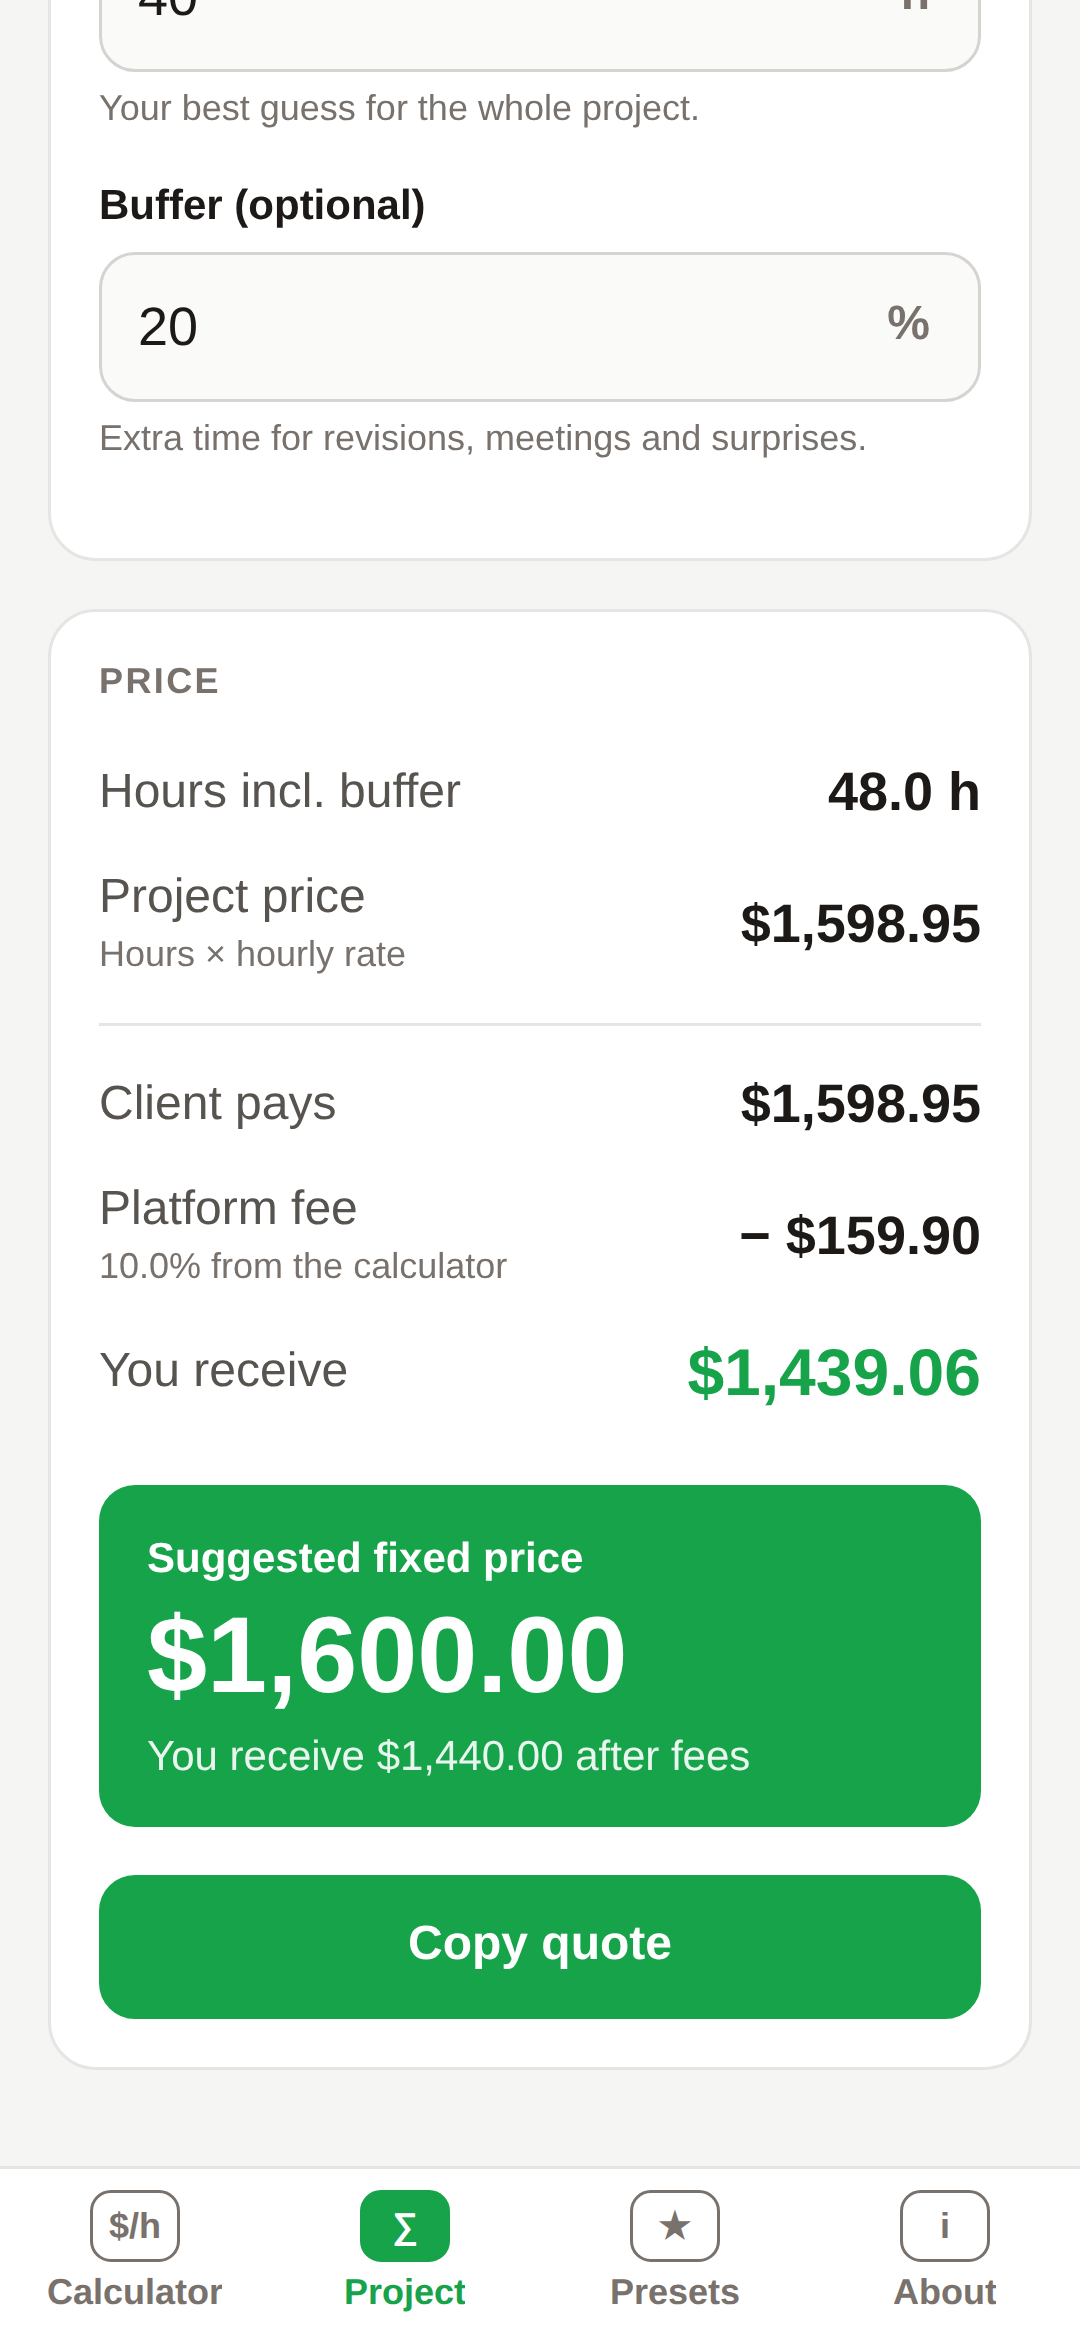 40 h
Your best guess for the whole project.
Buffer (optional)
20 %
Extra time for revisions, meetings and surprises.
PRICE
Hours incl. buffer 48.0 h
Project price
Hours × hourly rate
$1,598.95
Client pays $1,598.95
Platform fee
10.0% from the calculator
− $159.90
You receive $1,439.06
Suggested fixed price
$1,600.00
You receive $1,440.00 after fees
Copy quote
$/h ∑ ★ i
Calculator Project Presets About